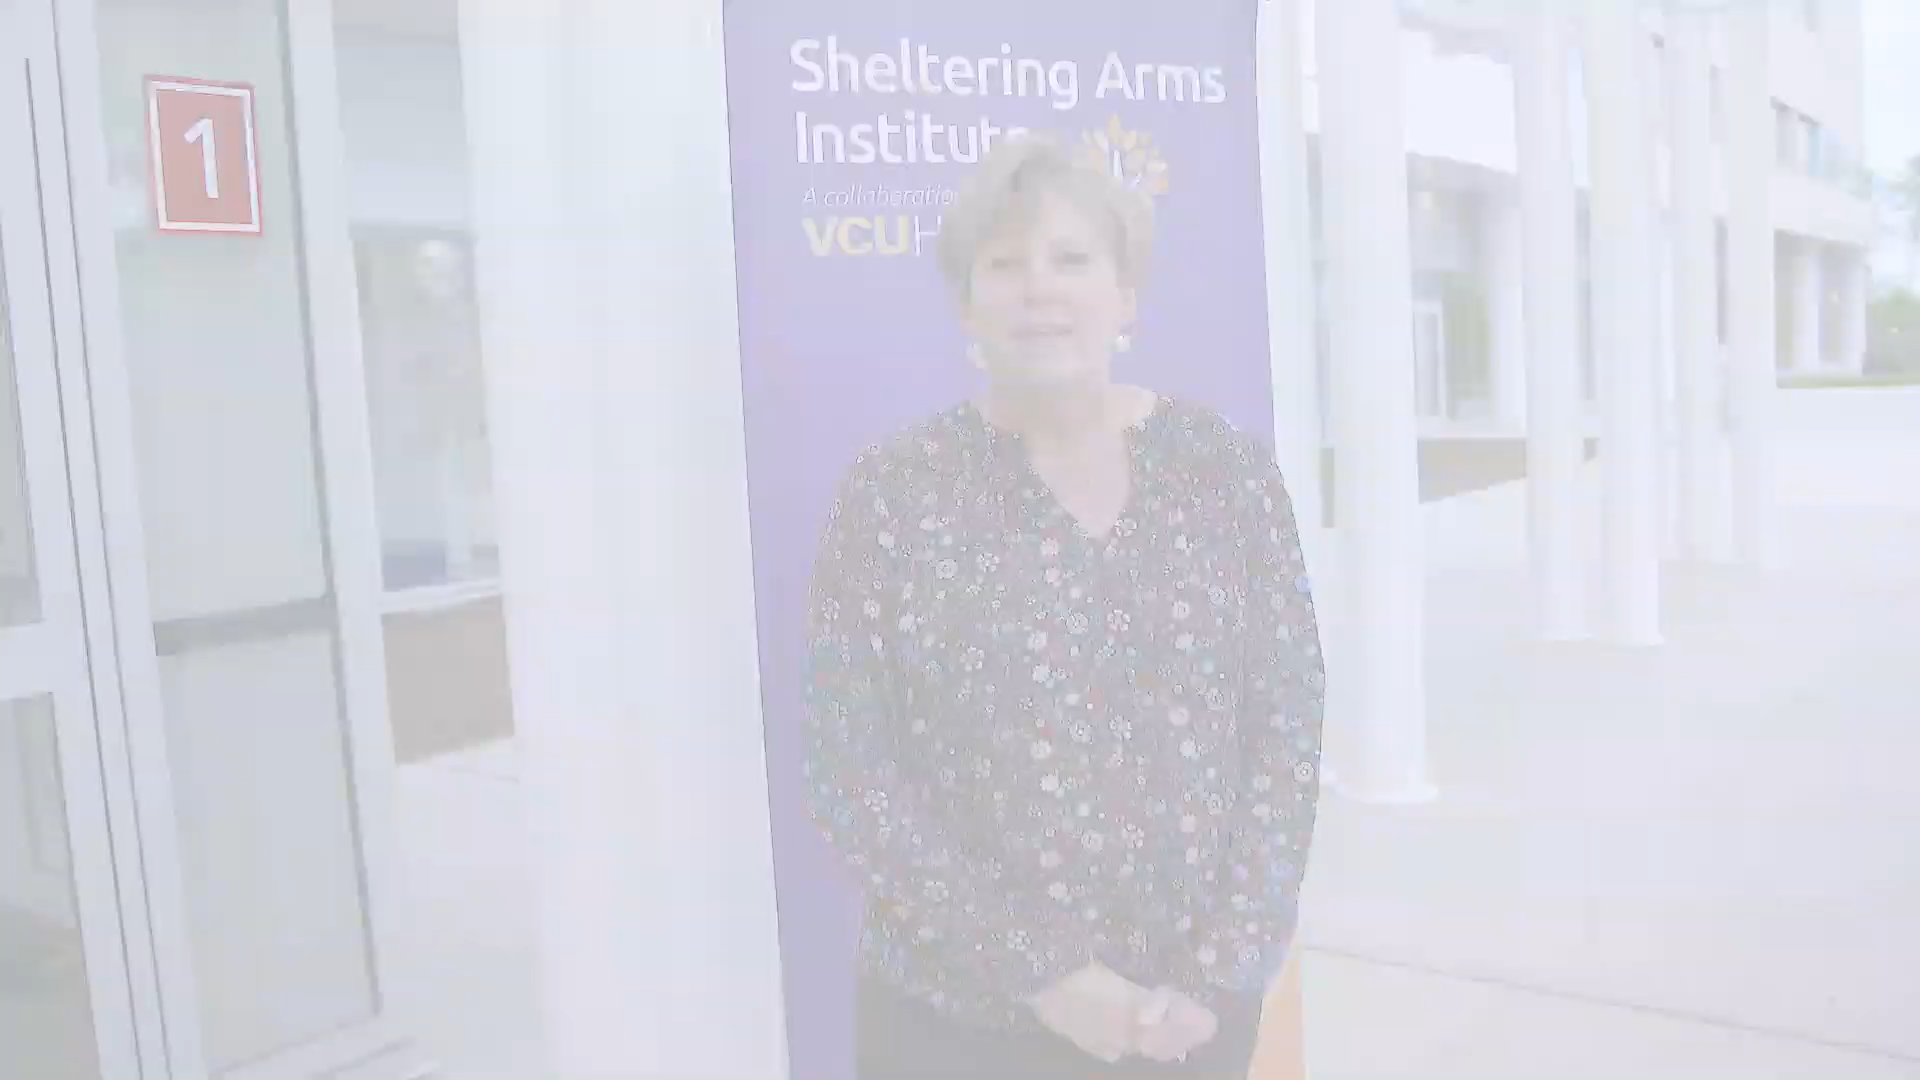 1
Sheltering Arms
Institut
A collaboration
VCU H